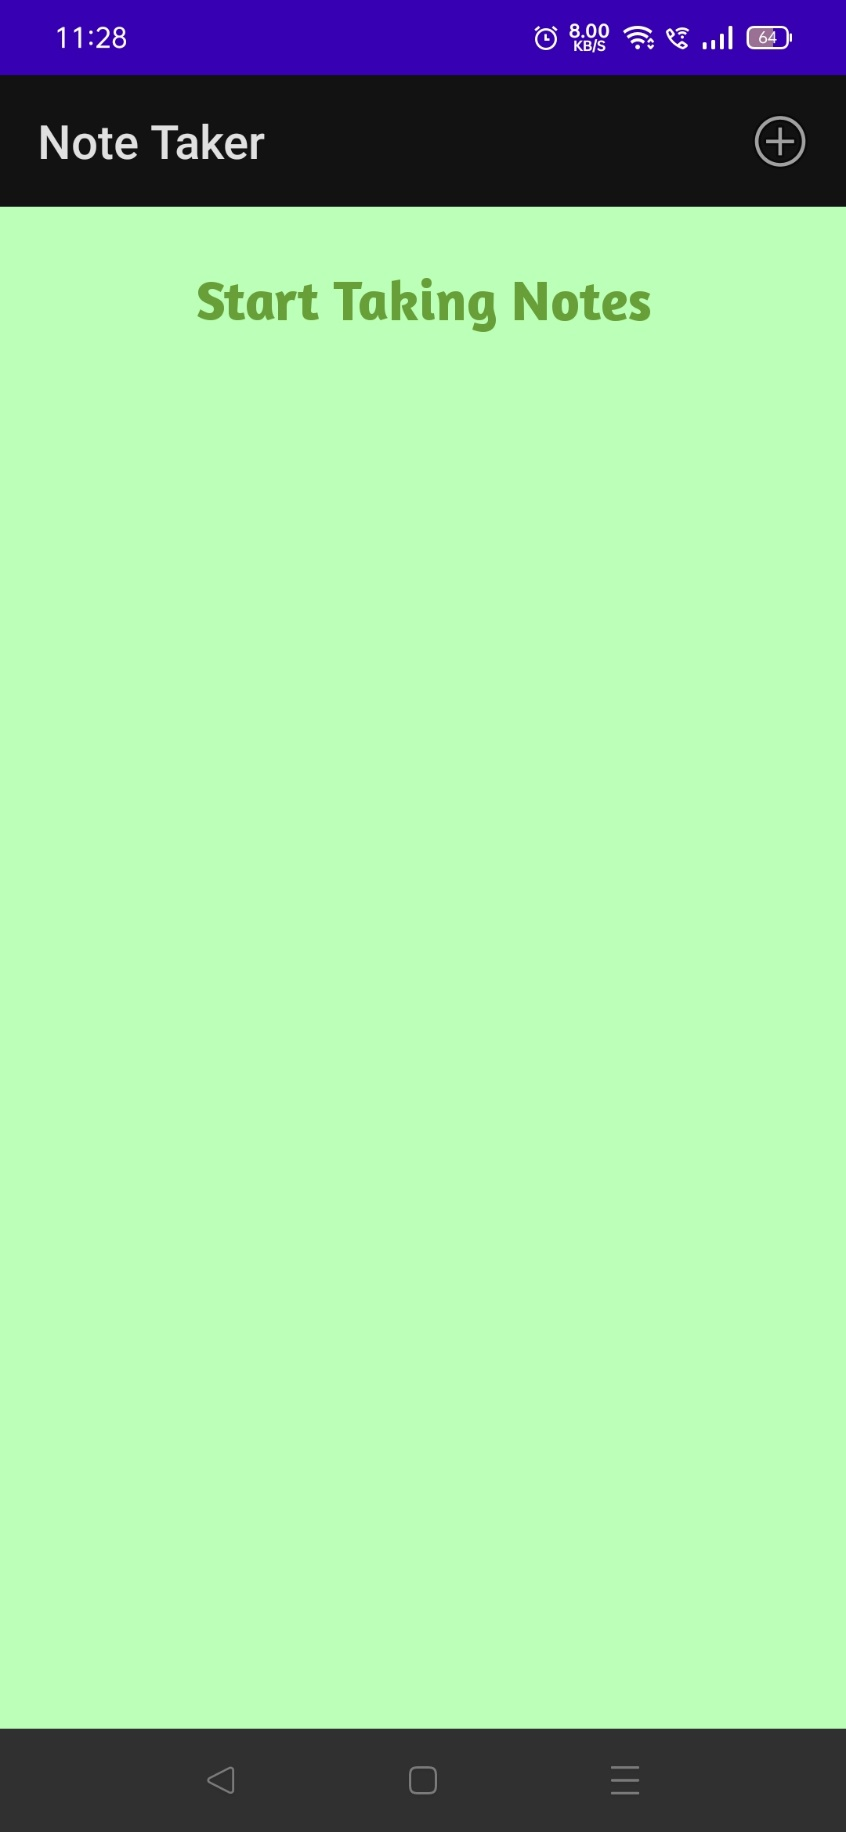 11:28
8.00
KB/S
64
Note Taker
Start Taking Notes